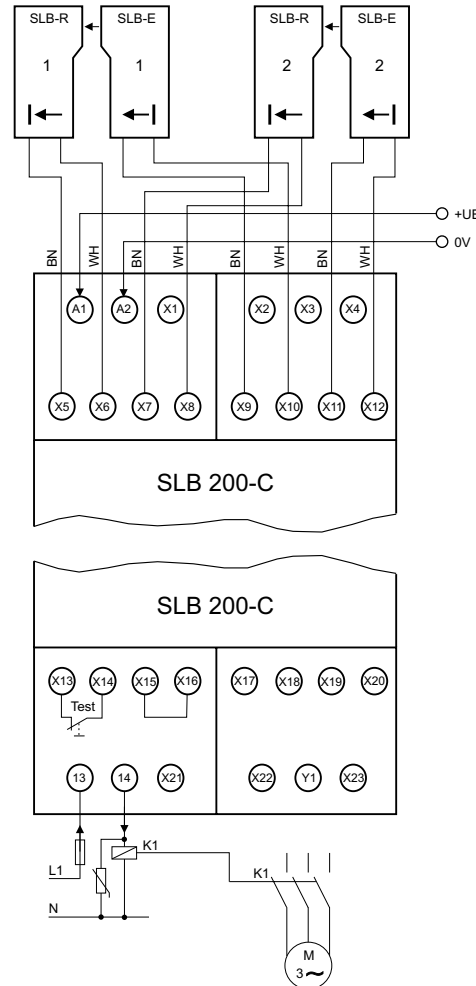 SLB-R SLB-E SLB-R SLB-E
1 1 2 2
+UB
0V
BN WH BN WH BN WH BN WH
A1 A2 X1 X2 X3 X4
X5 X6 X7 X8 X9 X10 X11 X12
SLB 200-C
SLB 200-C
X13 X14 X15 X16 X17 X18 X19 X20
Test
13 14 X21 X22 Y1 X23
K1
L1 K1
N
M
3~